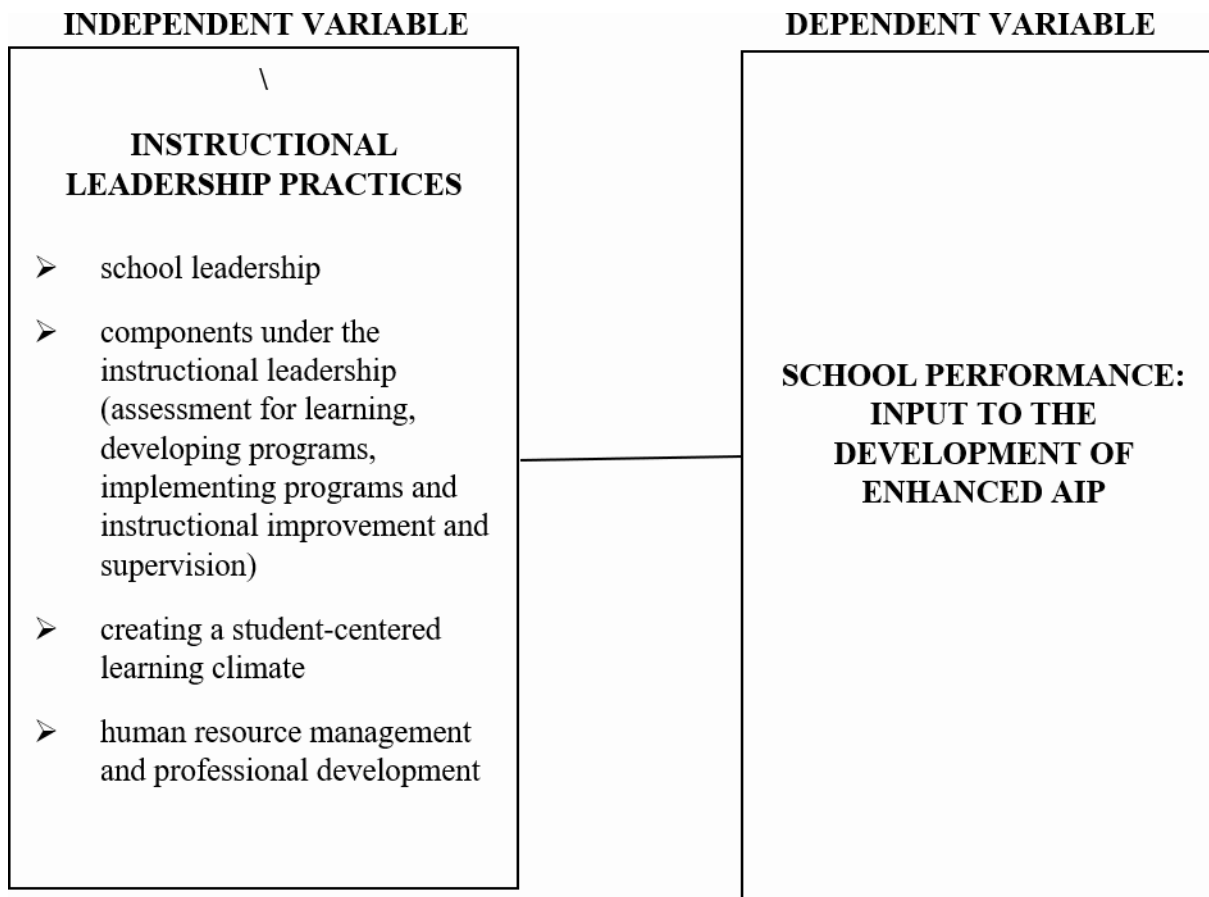 INDEPENDENT VARIABLE
\
INSTRUCTIONAL
LEADERSHIP PRACTICES
➢ school leadership
➢ components under the
instructional leadership
(assessment for learning,
developing programs,
implementing programs and
instructional improvement and
supervision)
➢ creating a student-centered
learning climate
➢ human resource management
and professional development
DEPENDENT VARIABLE
SCHOOL PERFORMANCE:
INPUT TO THE
DEVELOPMENT OF
ENHANCED AIP